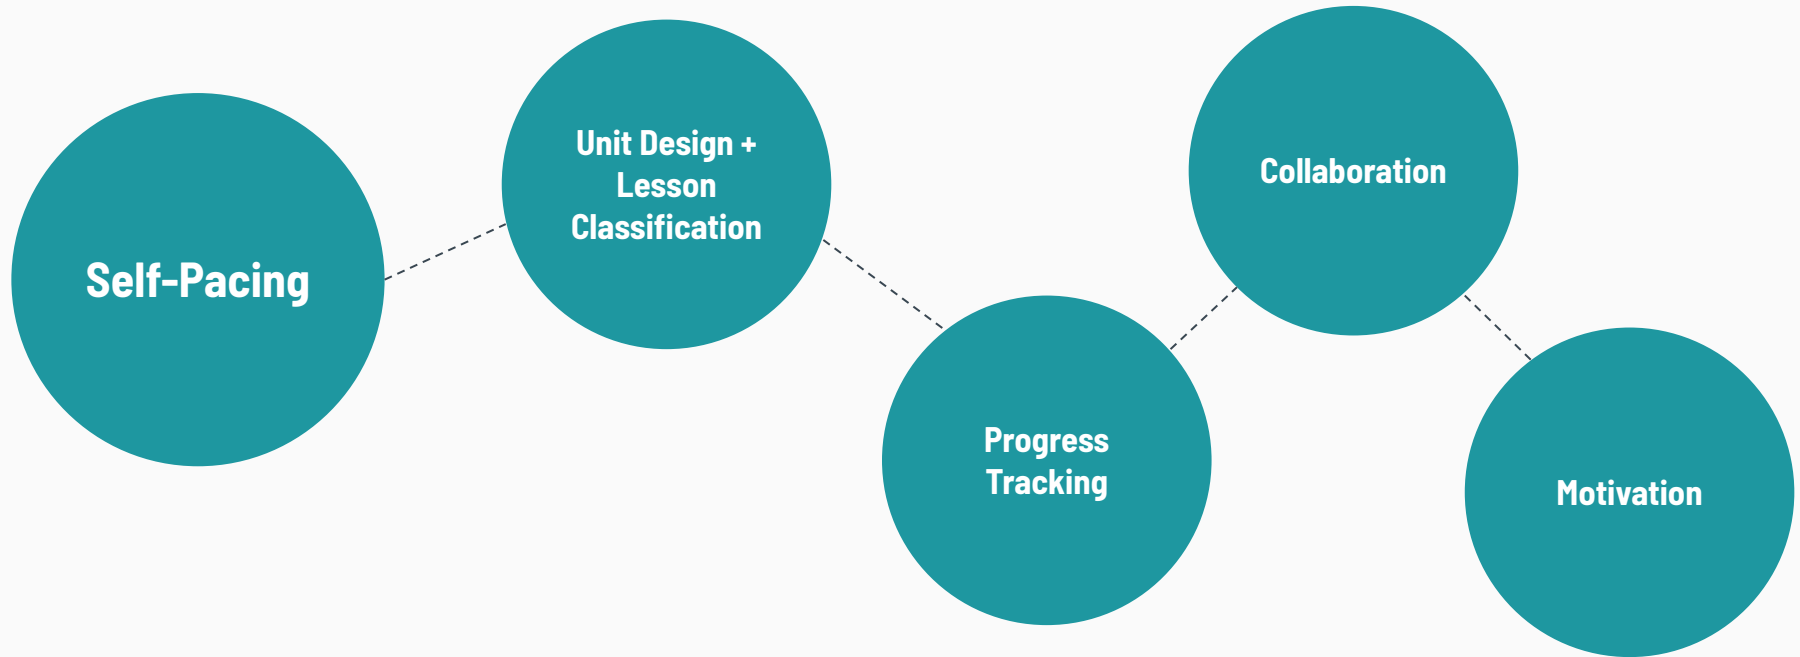 Self-Pacing
Unit Design +
Lesson
Classification
Progress
Tracking
Collaboration
Motivation